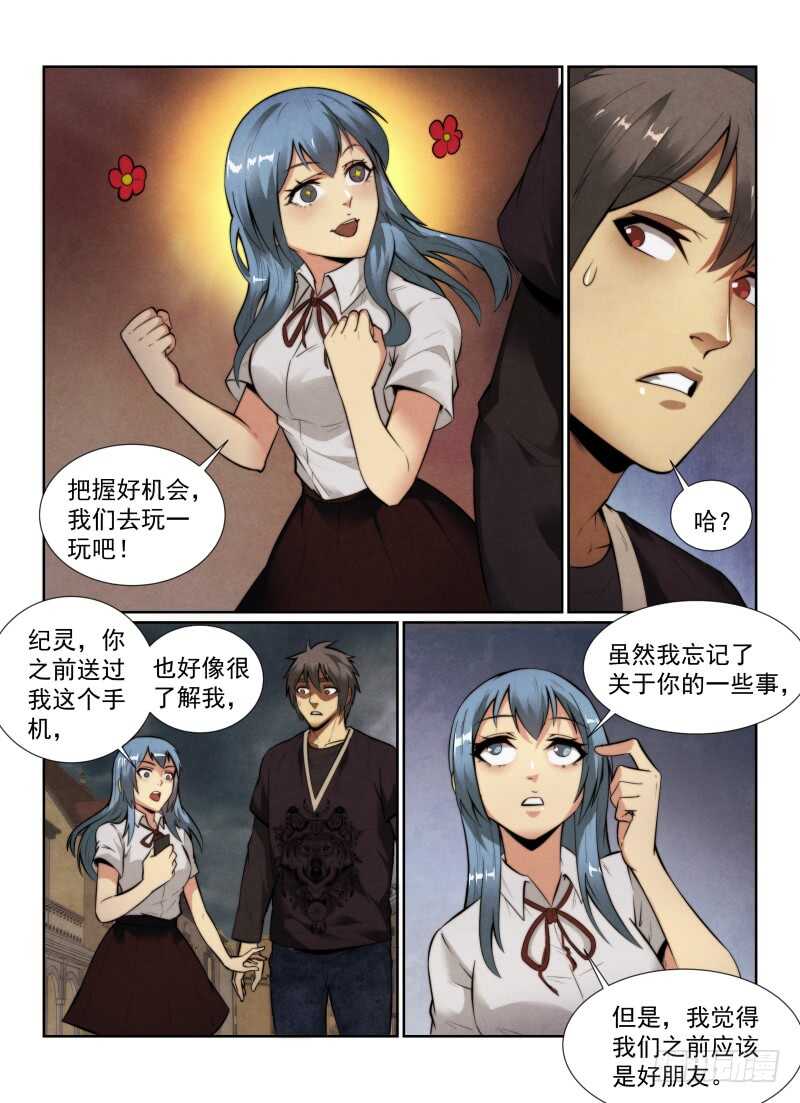 把握好机会，
我们去玩一
玩吧！
哈？
纪灵，你
之前送过
我这个手
机，
也好像很
了解我，
虽然我忘记了
关于你的一些事，
但是，我觉得
我们之前应该
是好朋友。